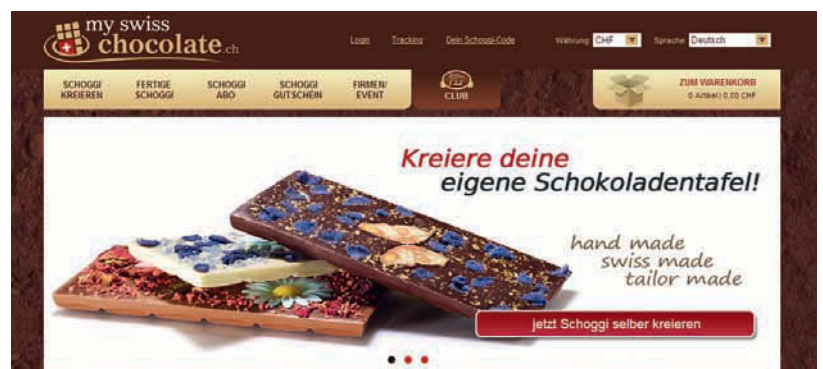 my swiss
chocolate.ch
Login Tracking Dein Schoggi-Code Währung CHF Sprache Deutsch
SCHOGGI KREIEREN
FERTIGE SCHOGGI
SCHOGGI ABO
SCHOGGI GUTSCHEIN
FIRMEN/ EVENT
CLUB
ZUM WARENKORB
0 Artikel | 0,00 CHF
Kreiere deine
eigene Schokoladentafel!
hand made
swiss made
tailor made
jetzt Schoggi selber kreieren